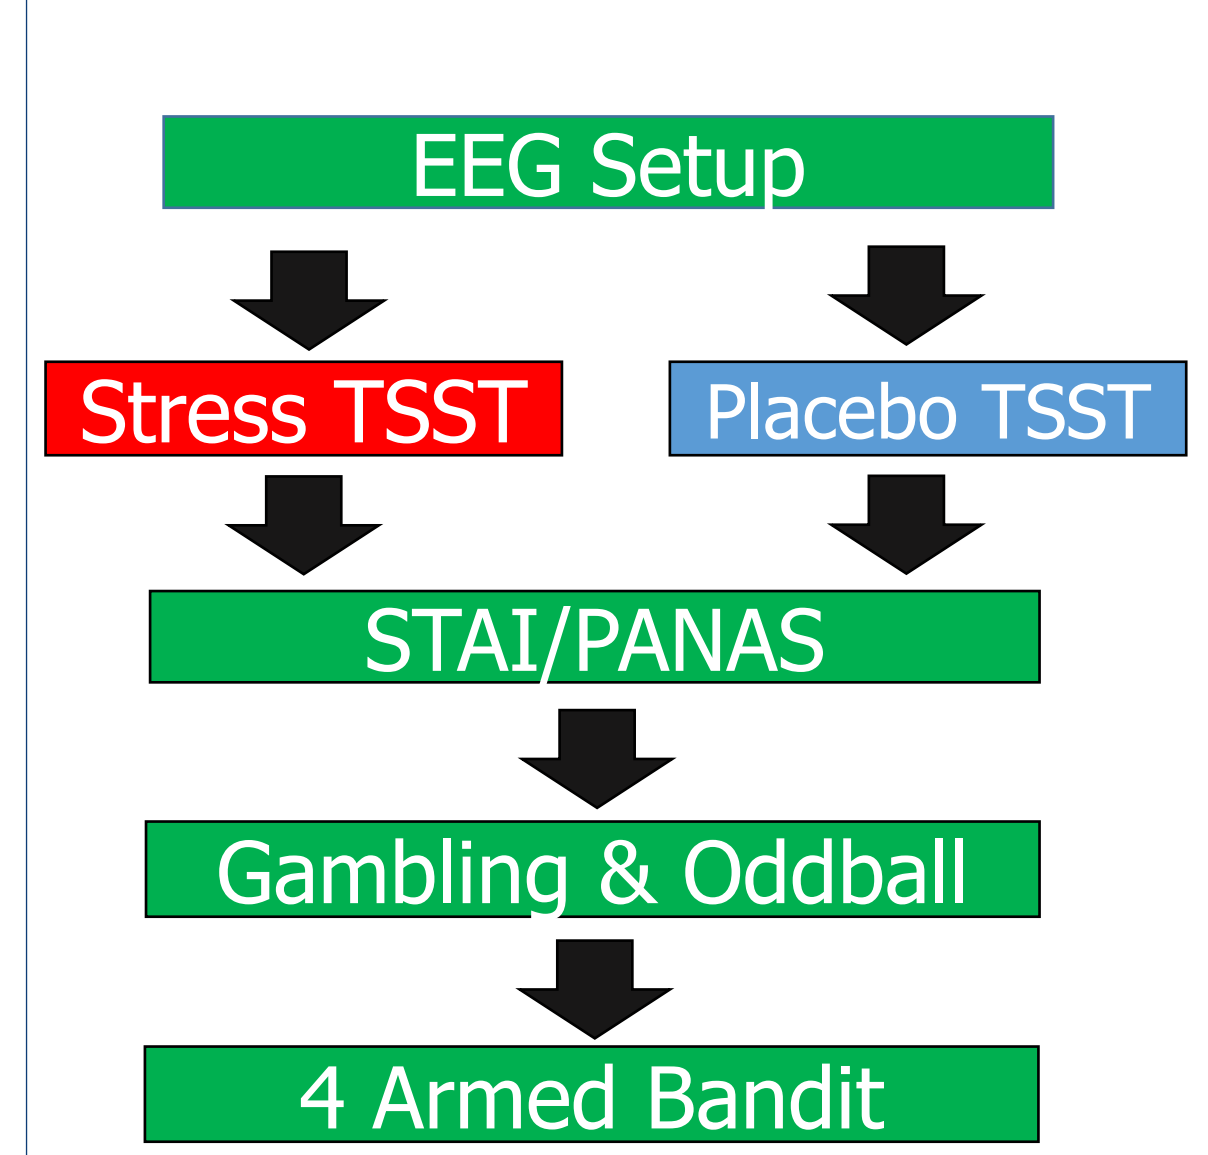 EEG Setup
Stress TSST
Placebo TSST
STAI/PANAS
Gambling & Oddball
4 Armed Bandit